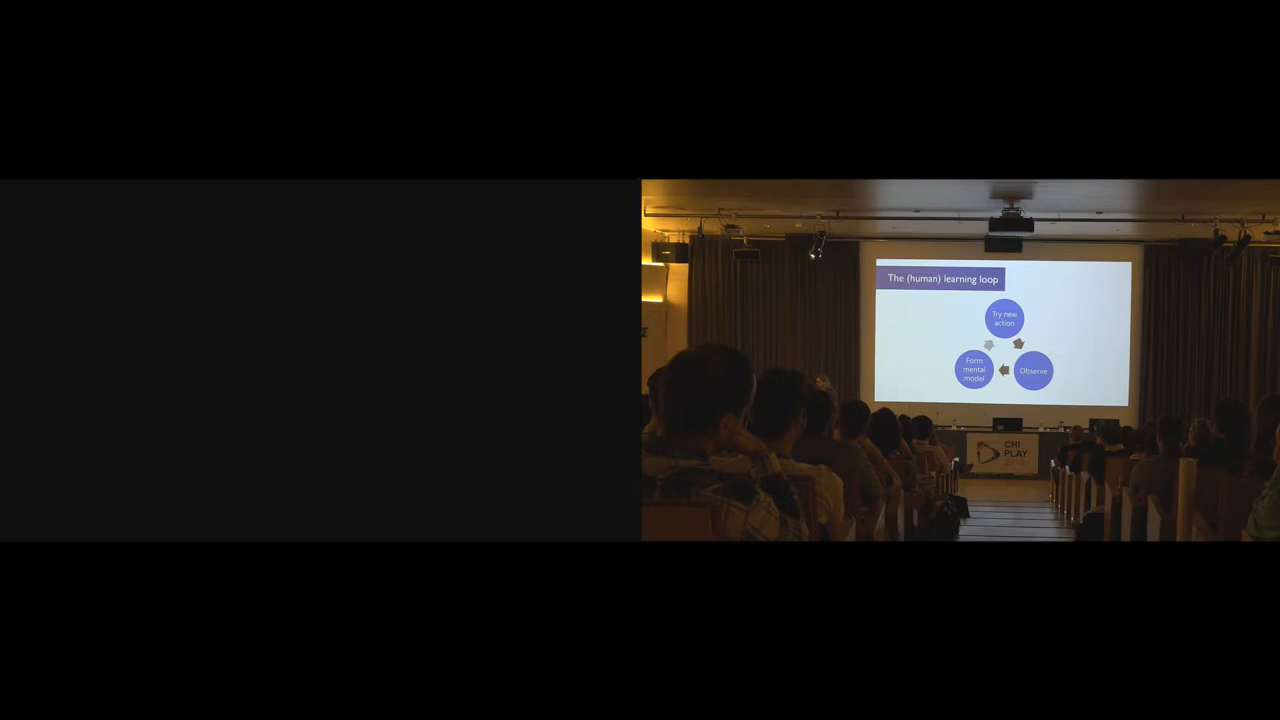 The (human) learning loop
Try new
action
Form
mental
model
Observe
CHI
PLAY